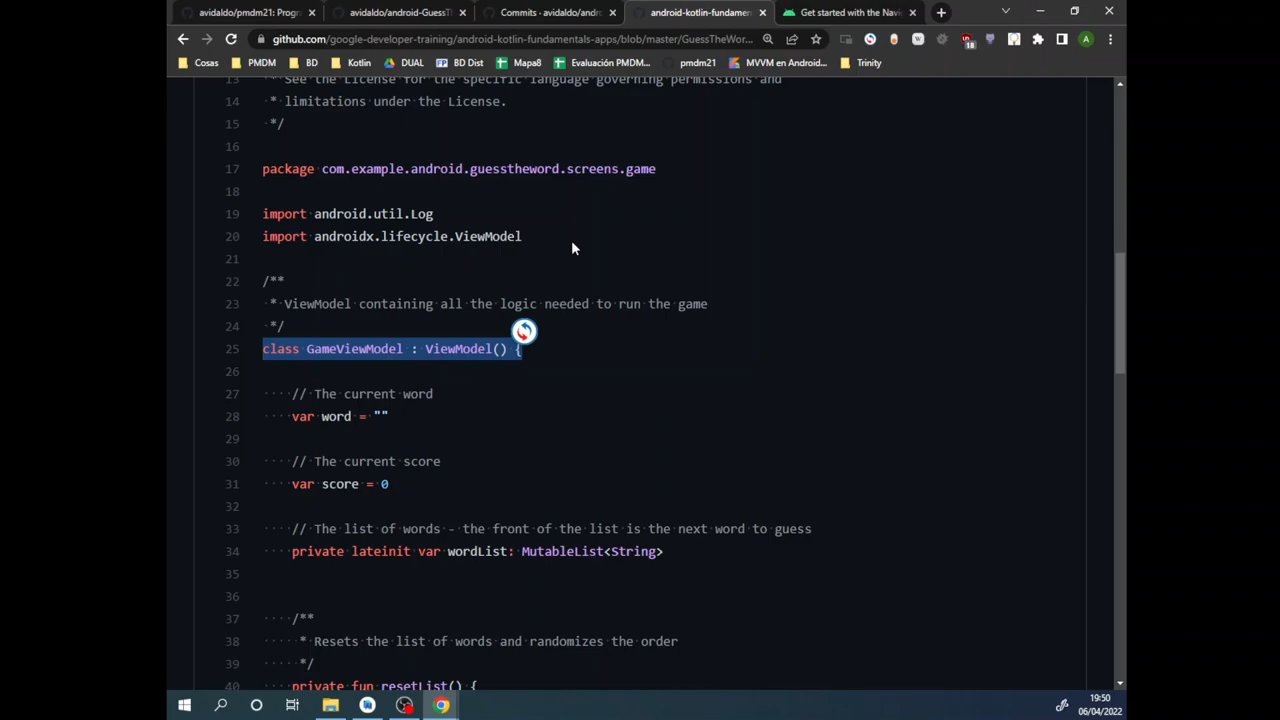 avidaldo/pmdm21: Progr
avidaldo/android-GuessTh
Commits - avidaldo/andro
android-kotlin-fundamen
Get started with the Navic
github.com/google-developer-training/android-kotlin-fundamentals-apps/blob/master/GuessTheWor...
18
A
Cosas
PMDM
BD
Kotlin
DUAL
BD Dist
Mapa8
Evaluación PMDM...
pmdm21
MVVM en Android...
Trinity
13 * See the License for the specific language governing permissions and
14 * limitations under the License.
15 */
16
17 package com.example.android.guesstheword.screens.game
18
19 import android.util.Log
20 import androidx.lifecycle.ViewModel
21
22 /**
23 * ViewModel containing all the logic needed to run the game
24 */
25 class GameViewModel : ViewModel() {
26
27 // The current word
28 var word = ""
29
30 // The current score
31 var score = 0
32
33 // The list of words - the front of the list is the next word to guess
34 private lateinit var wordList: MutableList<String>
35
36
37 /**
38 * Resets the list of words and randomizes the order
39 */
40 private fun resetList() {
19:50
06/04/2022